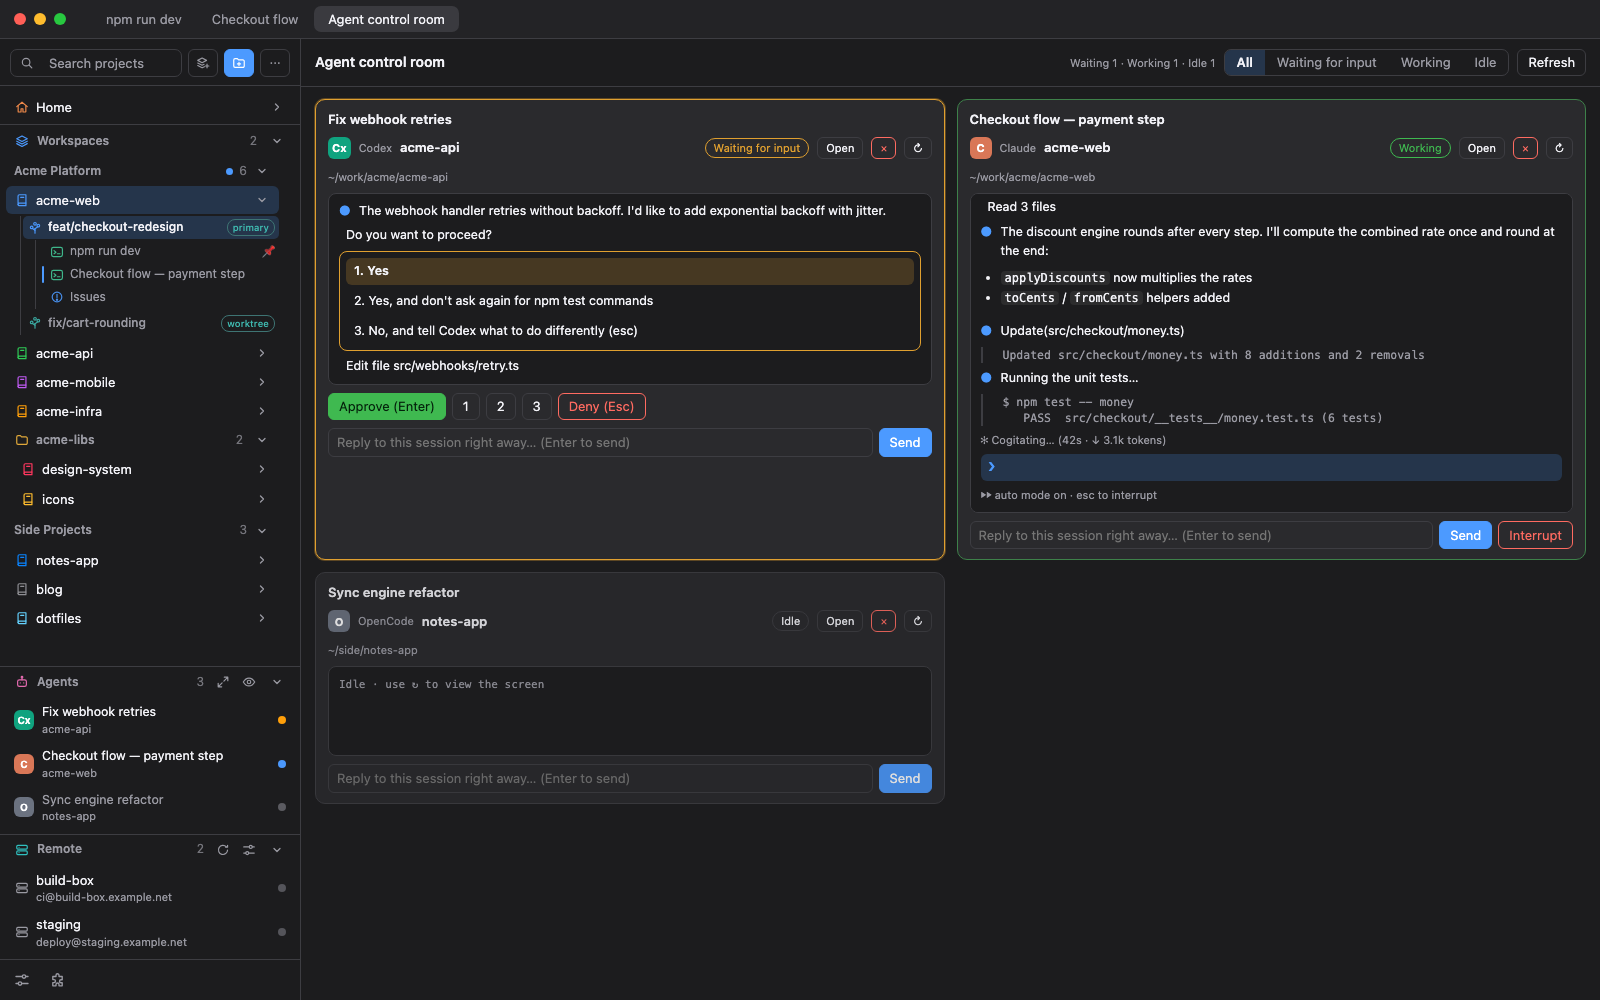 npm run dev
Checkout flow
Agent control room
Search projects
Home
Workspaces 2
Acme Platform 6
acme-web
feat/checkout-redesign primary
npm run dev
Checkout flow — payment step
Issues
fix/cart-rounding worktree
acme-api
acme-mobile
acme-infra
acme-libs 2
design-system
icons
Side Projects 3
notes-app
blog
dotfiles
Agents 3
Cx Fix webhook retries
acme-api
C Checkout flow — payment step
acme-web
O Sync engine refactor
notes-app
Remote 2
build-box
ci@build-box.example.net
staging
deploy@staging.example.net
Agent control room
Waiting 1 · Working 1 · Idle 1
All Waiting for input Working Idle
Refresh
Fix webhook retries
Cx Codex acme-api Waiting for input Open × ↻
~/work/acme/acme-api
The webhook handler retries without backoff. I'd like to add exponential backoff with jitter.
Do you want to proceed?
1. Yes
2. Yes, and don't ask again for npm test commands
3. No, and tell Codex what to do differently (esc)
Edit file src/webhooks/retry.ts
Approve (Enter) 1 2 3 Deny (Esc)
Reply to this session right away... (Enter to send) Send
Checkout flow — payment step
C Claude acme-web Working Open × ↻
~/work/acme/acme-web
Read 3 files
The discount engine rounds after every step. I'll compute the combined rate once and round at
the end:
• applyDiscounts now multiplies the rates
• toCents / fromCents helpers added
Update(src/checkout/money.ts)
Updated src/checkout/money.ts with 8 additions and 2 removals
Running the unit tests...
$ npm test -- money
PASS src/checkout/__tests__/money.test.ts (6 tests)
✻ Cogitating... (42s · ↓ 3.1k tokens)
❯
⏵⏵ auto mode on · esc to interrupt
Reply to this session right away... (Enter to send) Send Interrupt
Sync engine refactor
O OpenCode notes-app Idle Open × ↻
~/side/notes-app
Idle · use ↻ to view the screen
Reply to this session right away... (Enter to send) Send